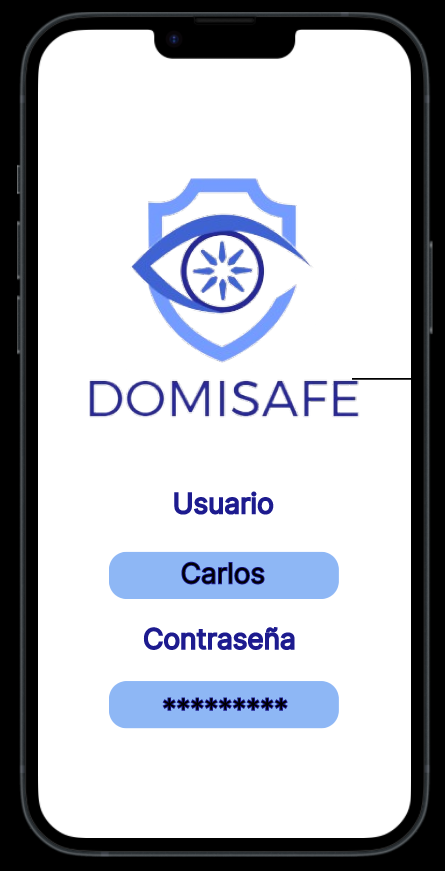 DOMISAFE
Usuario
Carlos
Contraseña
*********